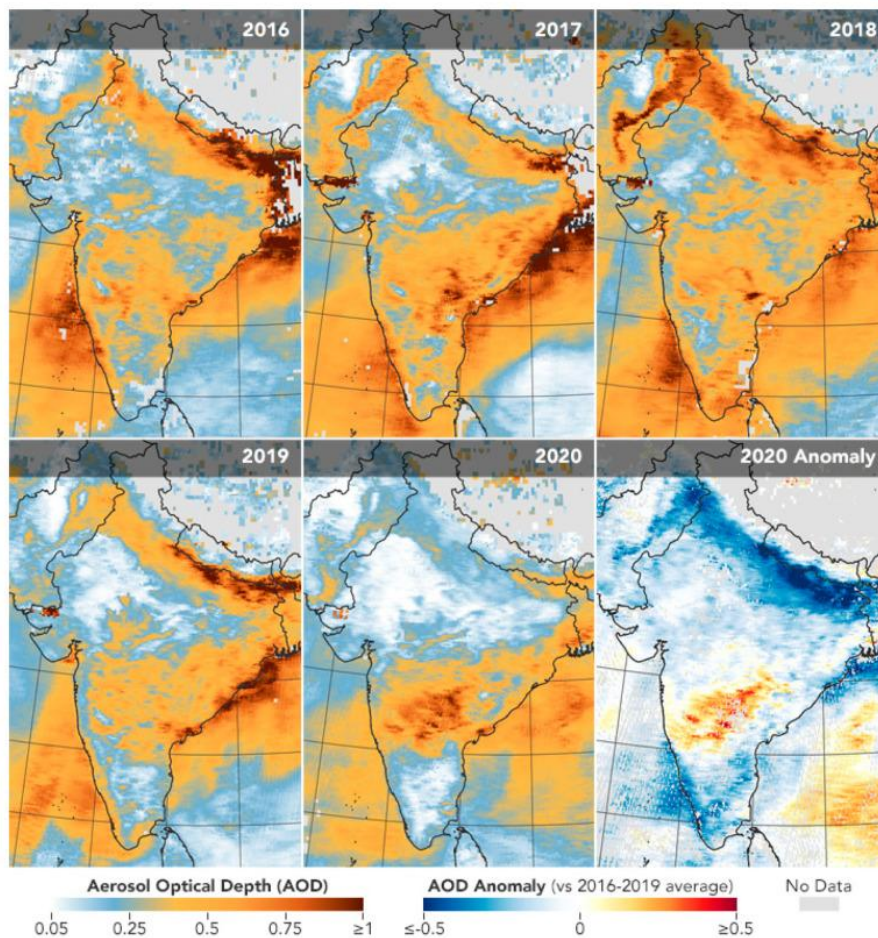 2016
2017
2018
2019
2020
2020 Anomaly
Aerosol Optical Depth (AOD)
0.05 0.25 0.5 0.75 ≥1
AOD Anomaly (vs 2016-2019 average)
≤-0.5 0 ≥0.5
No Data